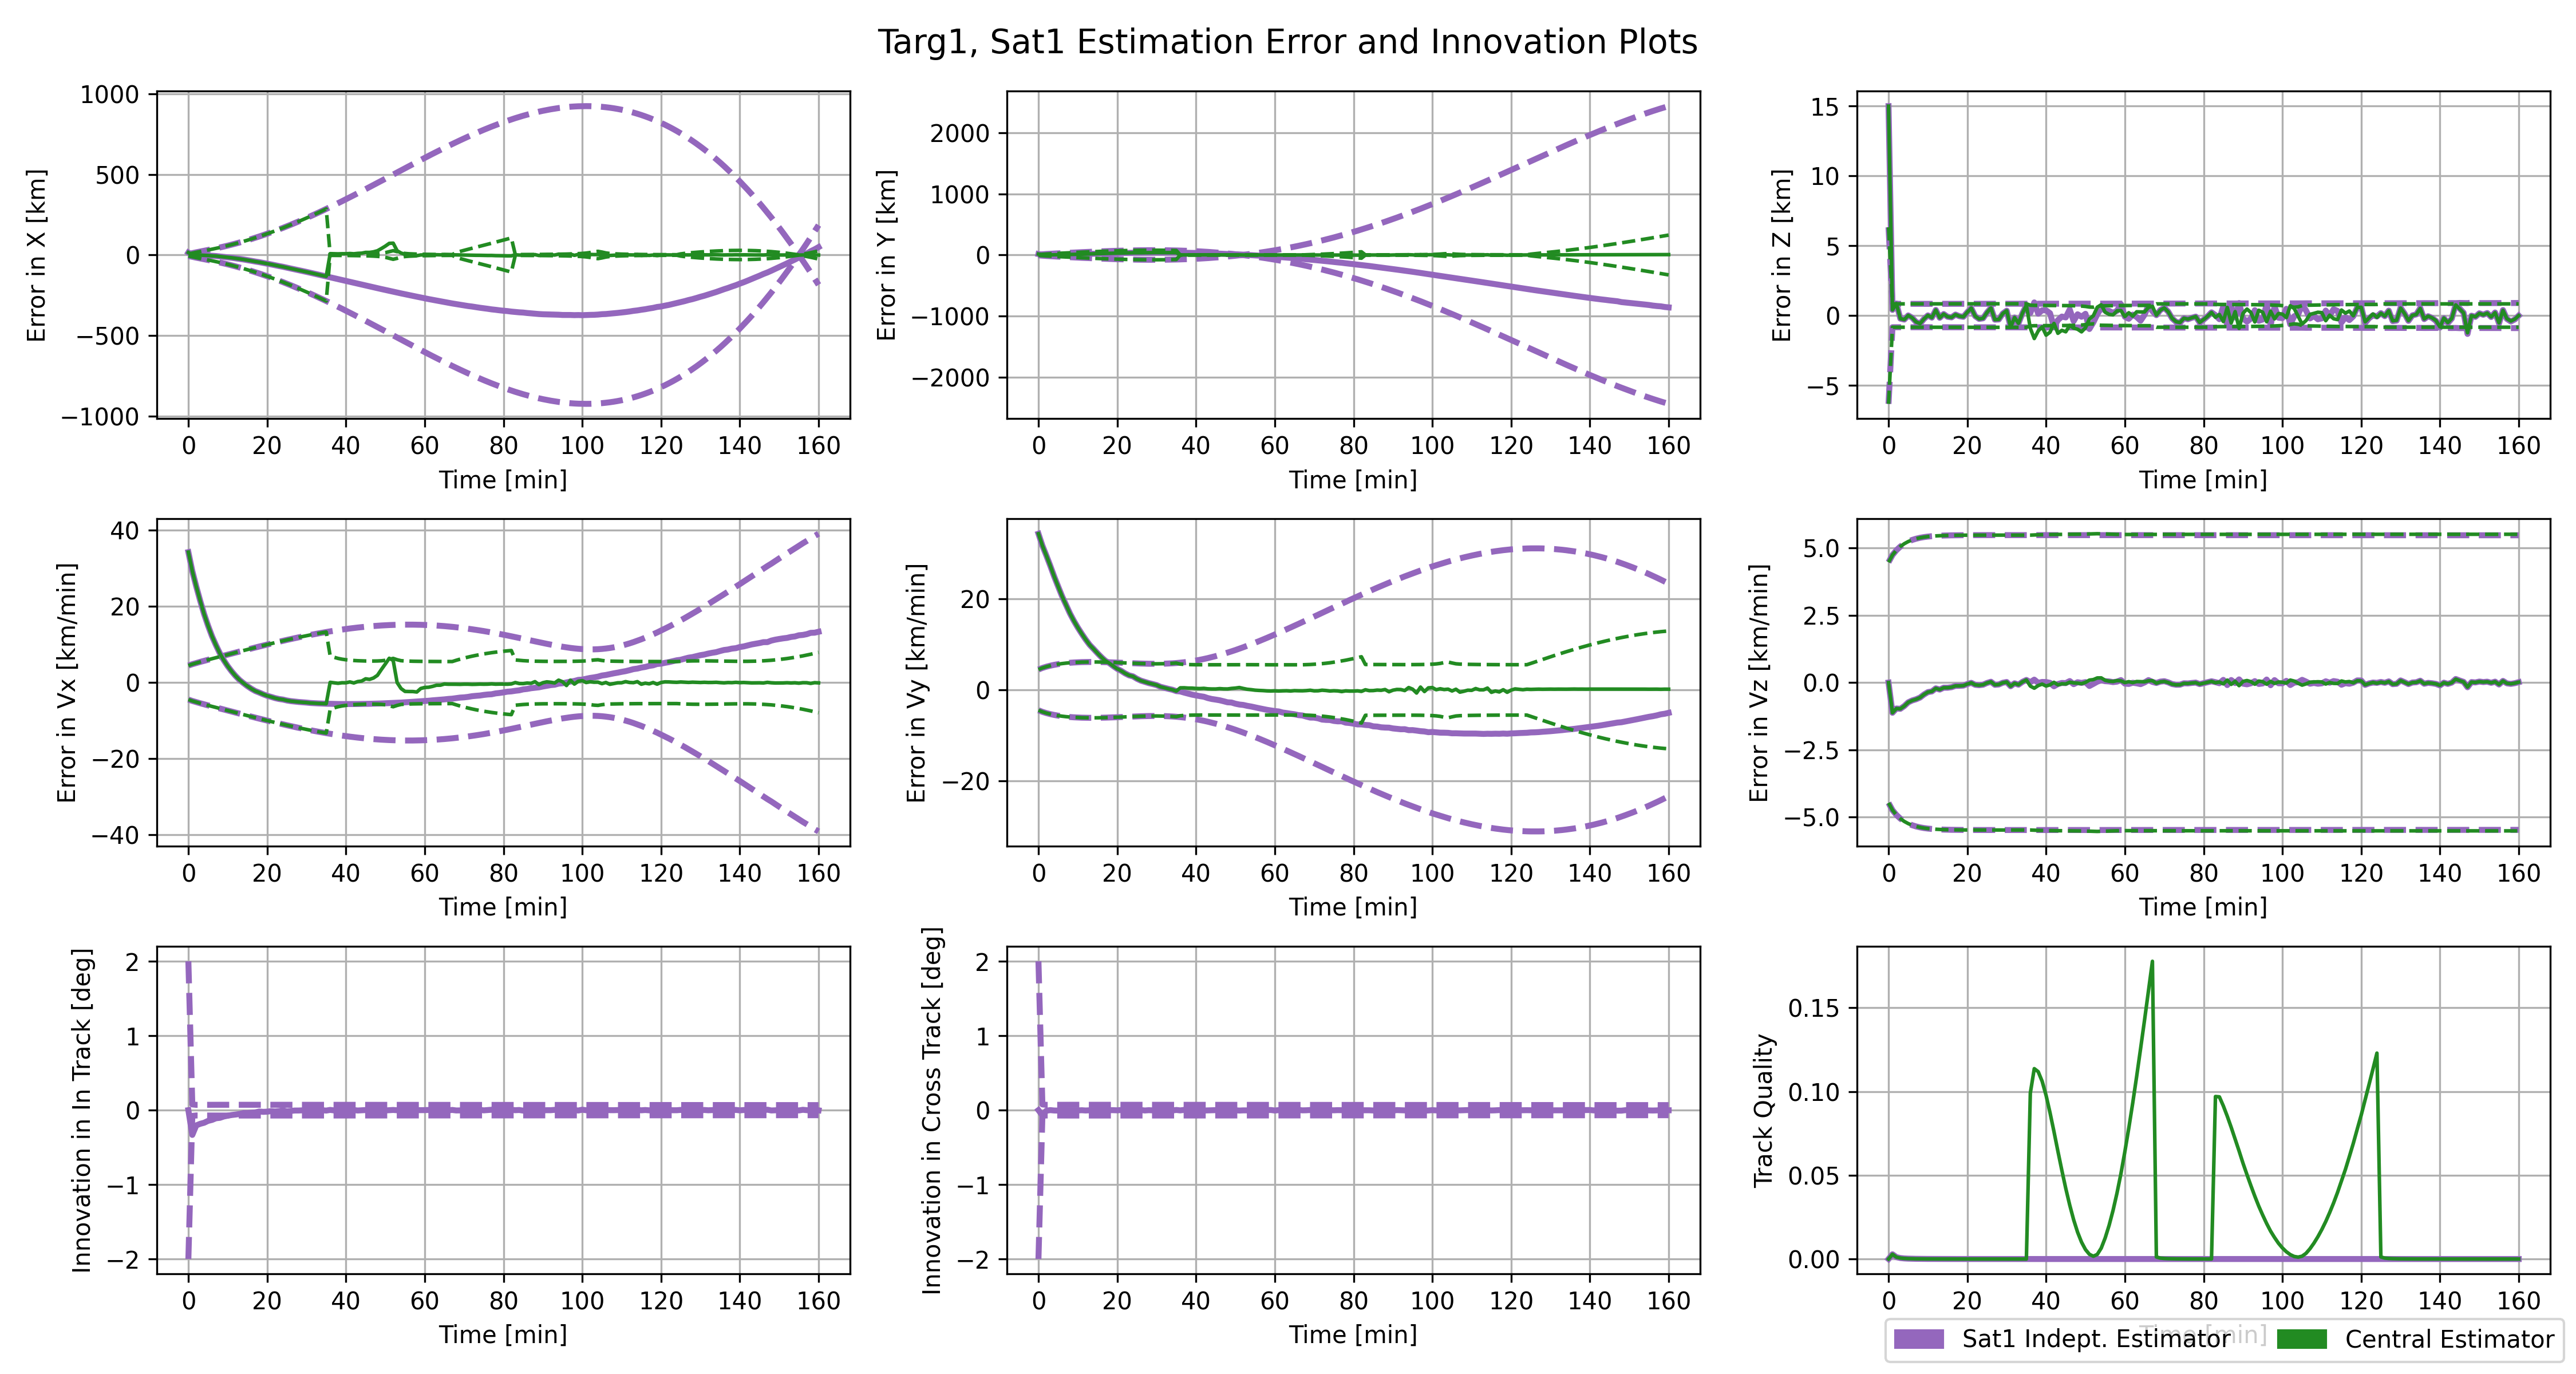 Targ1, Sat1 Estimation Error and Innovation Plots
Error in X [km]
1000
500
0
−500
−1000
0 20 40 60 80 100 120 140 160
Time [min]
Error in Y [km]
2000
1000
0
−1000
−2000
0 20 40 60 80 100 120 140 160
Time [min]
Error in Z [km]
15
10
5
0
−5
0 20 40 60 80 100 120 140 160
Time [min]
Error in Vx [km/min]
40
20
0
−20
−40
0 20 40 60 80 100 120 140 160
Time [min]
Error in Vy [km/min]
20
0
−20
0 20 40 60 80 100 120 140 160
Time [min]
Error in Vz [km/min]
5.0
2.5
0.0
−2.5
−5.0
0 20 40 60 80 100 120 140 160
Time [min]
Innovation in In Track [deg]
2
1
0
−1
−2
0 20 40 60 80 100 120 140 160
Time [min]
Innovation in Cross Track [deg]
2
1
0
−1
−2
0 20 40 60 80 100 120 140 160
Time [min]
Track Quality
0.15
0.10
0.05
0.00
0 20 40 60 80 100 120 140 160
Time [min]
Sat1 Indept. Estimator
Central Estimator